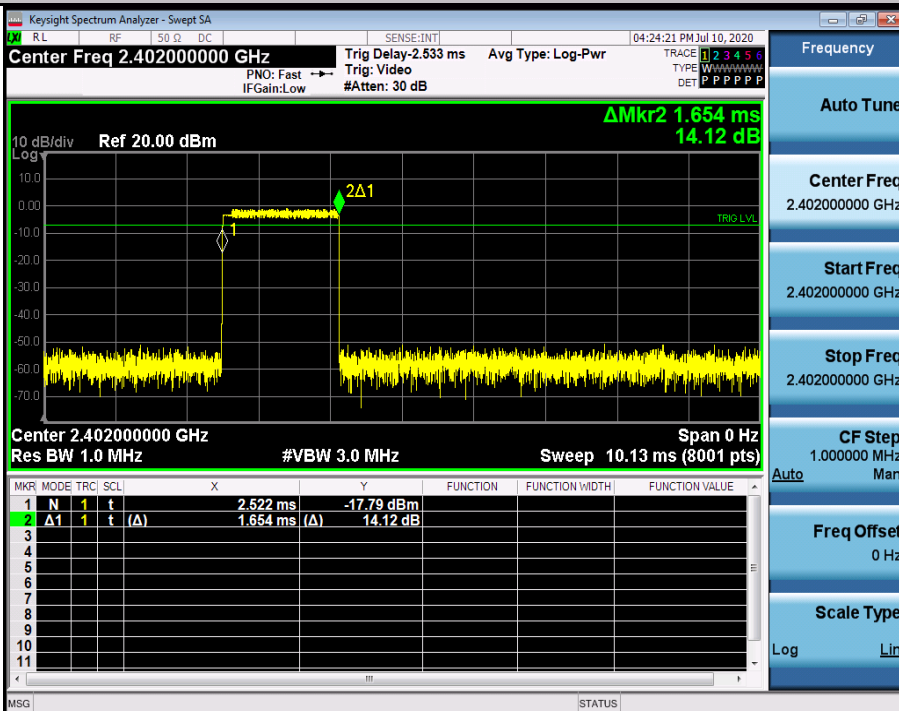 Keysight Spectrum Analyzer - Swept SA
LXI RL RF 50 Ω DC SENSE:INT 04:24:21 PM Jul 10, 2020
Center Freq 2.402000000 GHz
PNO: Fast
IFGain:Low
Trig Delay-2.533 ms
Trig: Video
#Atten: 30 dB
Avg Type: Log-Pwr
TRACE 1 2 3 4 5 6
TYPE WWWWWW
DET P P P P P P
ΔMkr2 1.654 ms
14.12 dB
10 dB/div Ref 20.00 dBm
Log
10.0
0.00
-10.0
-20.0
-30.0
-40.0
-50.0
-60.0
-70.0
2Δ1
1
TRIG LVL
Center 2.402000000 GHz Span 0 Hz
Res BW 1.0 MHz #VBW 3.0 MHz Sweep 10.13 ms (8001 pts)
MKR MODE TRC SCL X Y FUNCTION FUNCTION WIDTH FUNCTION VALUE
1 N 1 t 2.522 ms -17.79 dBm
2 Δ1 1 t (Δ) 1.654 ms (Δ) 14.12 dB
3
4
5
6
7
8
9
10
11
MSG STATUS
Frequency
Auto Tune
Center Freq
2.402000000 GHz
Start Freq
2.402000000 GHz
Stop Freq
2.402000000 GHz
CF Step
1.000000 MHz
Auto Man
Freq Offset
0 Hz
Scale Type
Log Lin